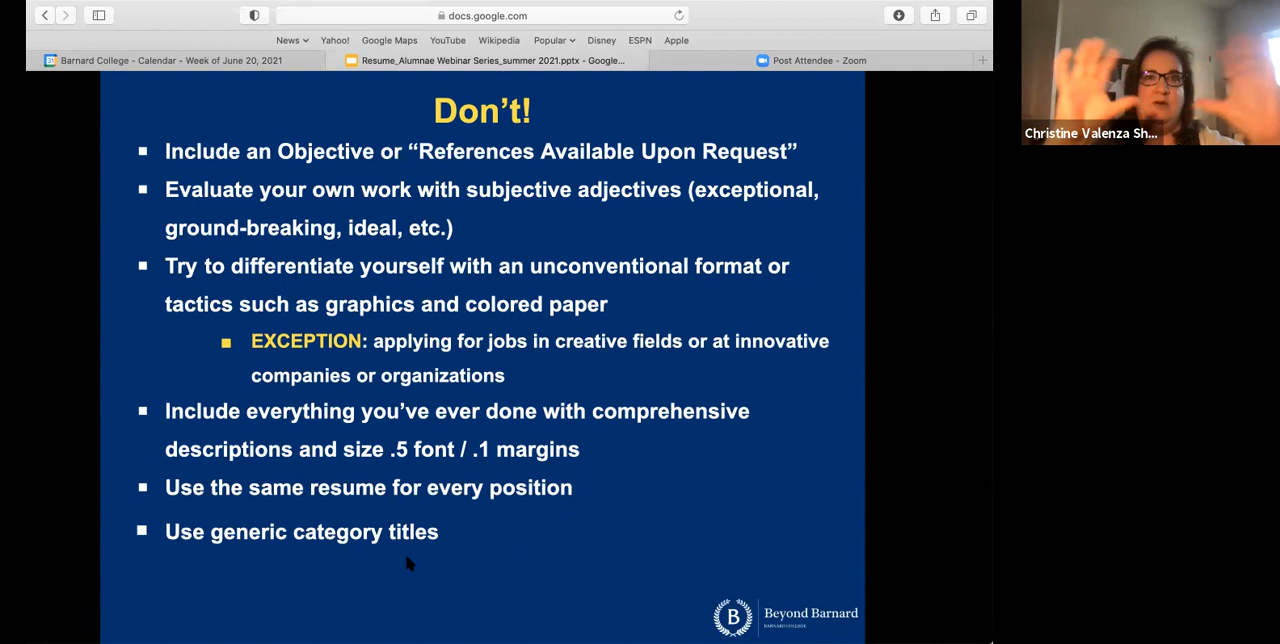 docs.google.com
News
Yahoo!
Google Maps
YouTube
Wikipedia
Popular
Disney
ESPN
Apple
Barnard College - Calendar - Week of June 20, 2021
Resume_Alumnae Webinar Series_summer 2021.pptx - Google...
Post Attendee - Zoom
Christine Valenza Sh...
Don't!
Include an Objective or “References Available Upon Request”
Evaluate your own work with subjective adjectives (exceptional,
ground-breaking, ideal, etc.)
Try to differentiate yourself with an unconventional format or
tactics such as graphics and colored paper
EXCEPTION: applying for jobs in creative fields or at innovative
companies or organizations
Include everything you’ve ever done with comprehensive
descriptions and size .5 font / .1 margins
Use the same resume for every position
Use generic category titles
B
Beyond Barnard
BARNARD COLLEGE